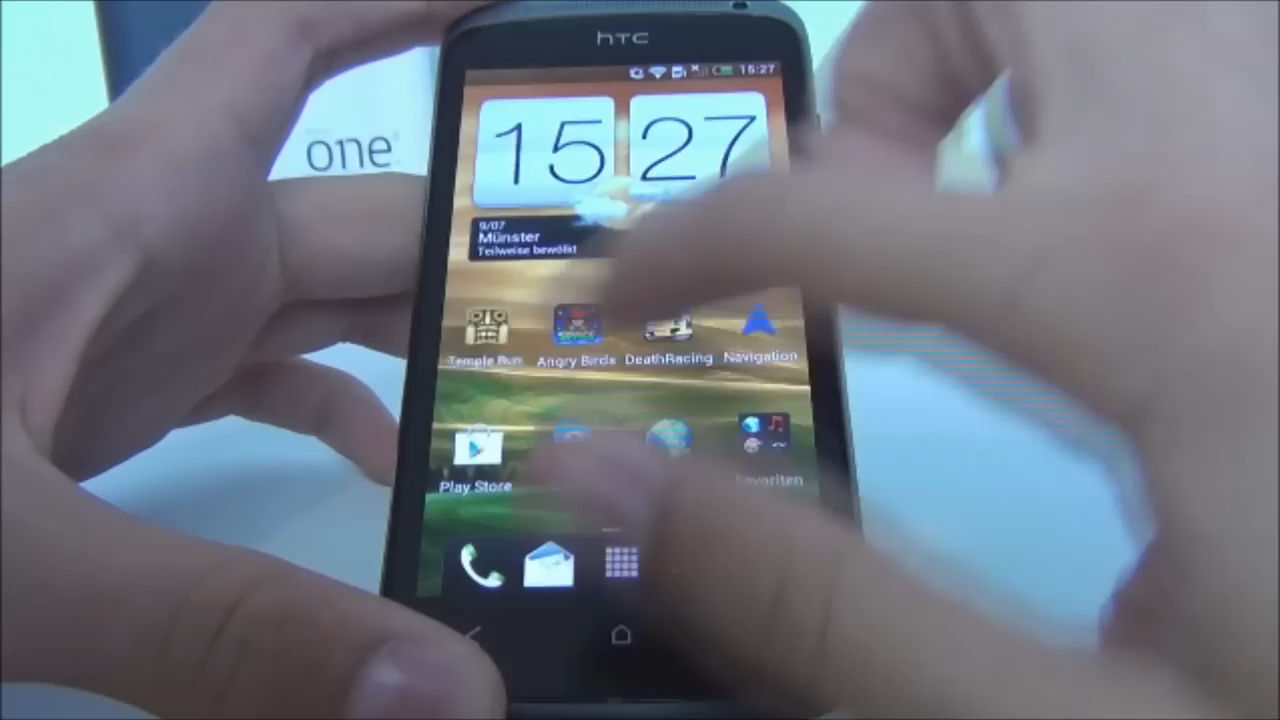 hTC
one
15:27
15 27
9/07
Münster
Teilweise bewölkt
Temple Run Angry Birds DeathRacing Navigation
SPACE
Play Store Favoriten